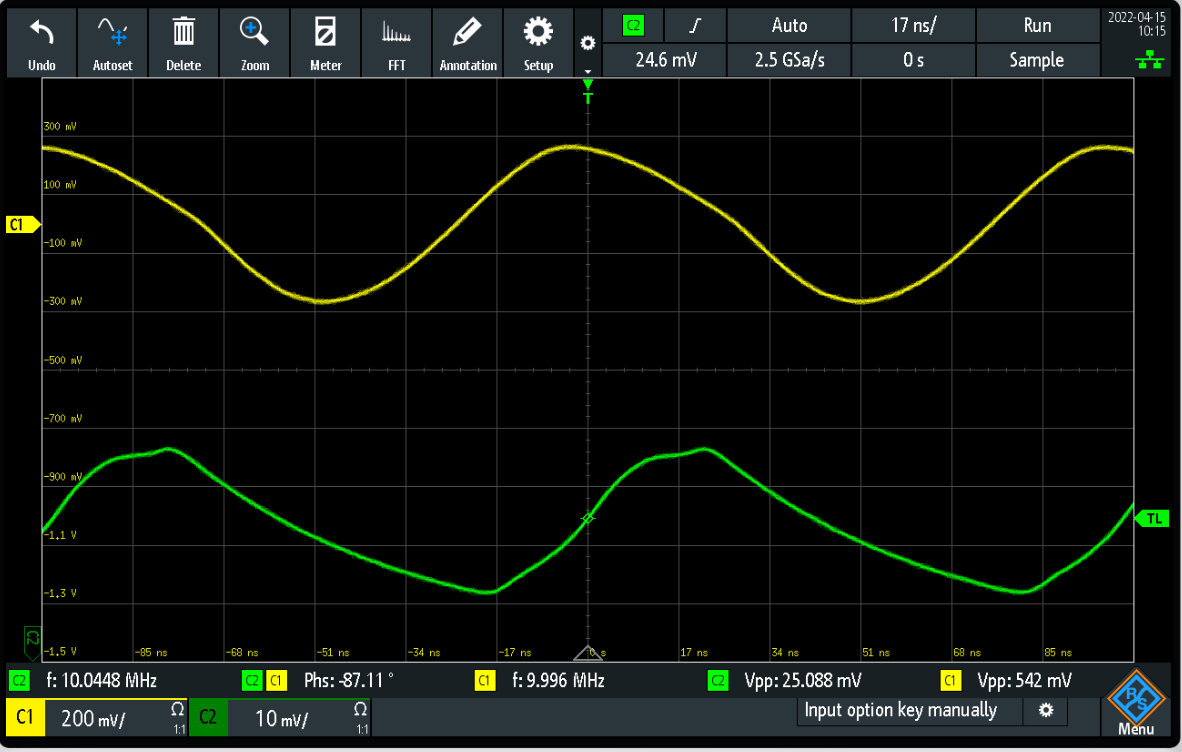 C2 Auto 17 ns/ Run 2022-04-15
10:15
Undo Autoset Delete Zoom Meter FFT Annotation Setup
24.6 mV 2.5 GSa/s 0 s Sample
T
300 mV
100 mV
C1
-100 mV
-300 mV
-500 mV
-700 mV
-900 mV
TL
-1.1 V
-1.3 V
C2
-1.5 V -85 ns -68 ns -51 ns -34 ns -17 ns 0 s 17 ns 34 ns 51 ns 68 ns 85 ns
C2 f: 10.0448 MHz C2 C1 Phs: -87.11 ° C1 f: 9.996 MHz C2 Vpp: 25.088 mV C1 Vpp: 542 mV
C1 200 mV/ Ω 1:1 C2 10 mV/ Ω 1:1 Input option key manually R S
Menu